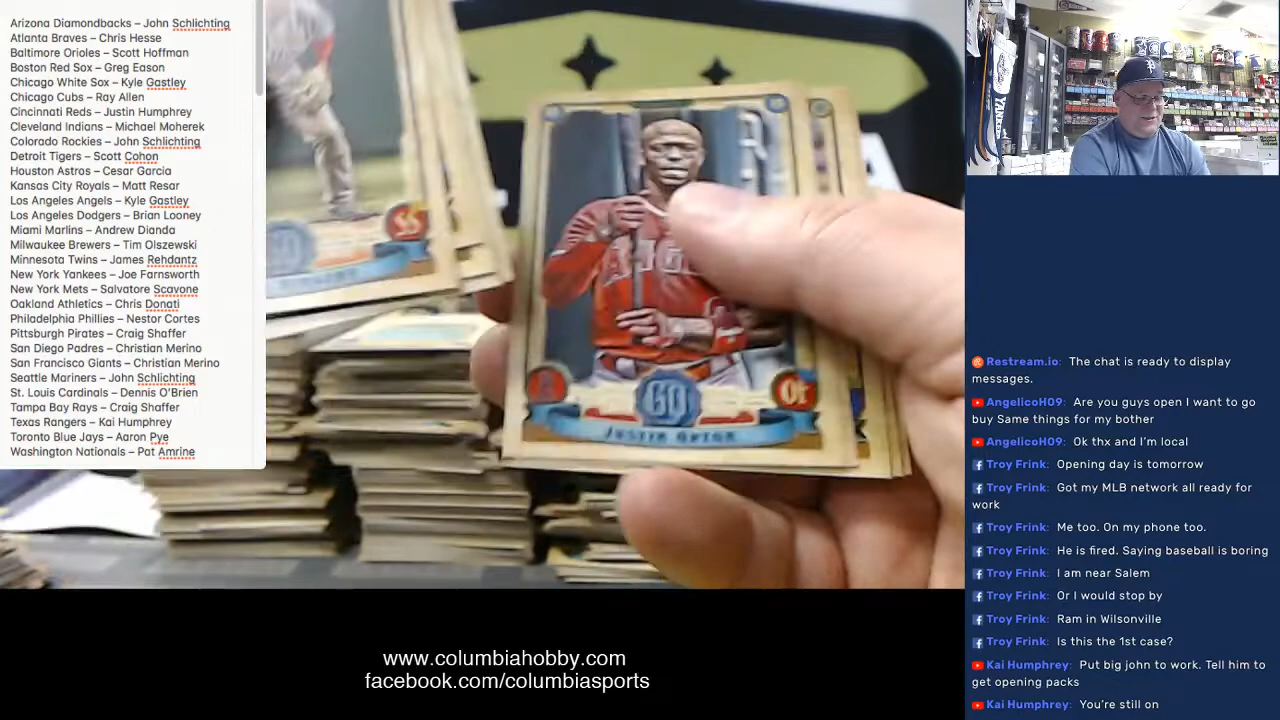 Arizona Diamondbacks – John Schlichting
Atlanta Braves – Chris Hesse
Baltimore Orioles – Scott Hoffman
Boston Red Sox – Greg Eason
Chicago White Sox – Kyle Gastley
Chicago Cubs – Ray Allen
Cincinnati Reds – Justin Humphrey
Cleveland Indians – Michael Moherek
Colorado Rockies – John Schlichting
Detroit Tigers – Scott Cohon
Houston Astros – Cesar Garcia
Kansas City Royals – Matt Resar
Los Angeles Angels – Kyle Gastley
Los Angeles Dodgers – Brian Looney
Miami Marlins – Andrew Dianda
Milwaukee Brewers – Tim Olszewski
Minnesota Twins – James Rehdantz
New York Yankees – Joe Farnsworth
New York Mets – Salvatore Scavone
Oakland Athletics – Chris Donati
Philadelphia Phillies – Nestor Cortes
Pittsburgh Pirates – Craig Shaffer
San Diego Padres – Christian Merino
San Francisco Giants – Christian Merino
Seattle Mariners – John Schlichting
St. Louis Cardinals – Dennis O'Brien
Tampa Bay Rays – Craig Shaffer
Texas Rangers – Kai Humphrey
Toronto Blue Jays – Aaron Pye
Washington Nationals – Pat Amrine
SS
A
GQ
OF
JUSTIN UPTON
www.columbiahobby.com
facebook.com/columbiasports
Restream.io: The chat is ready to display
messages.
AngelicoH09: Are you guys open I want to go
buy Same things for my bother
AngelicoH09: Ok thx and I'm local
Troy Frink: Opening day is tomorrow
Troy Frink: Got my MLB network all ready for
work
Troy Frink: Me too. On my phone too.
Troy Frink: He is fired. Saying baseball is boring
Troy Frink: I am near Salem
Troy Frink: Or I would stop by
Troy Frink: Ram in Wilsonville
Troy Frink: Is this the 1st case?
Kai Humphrey: Put big john to work. Tell him to
get opening packs
Kai Humphrey: You're still on